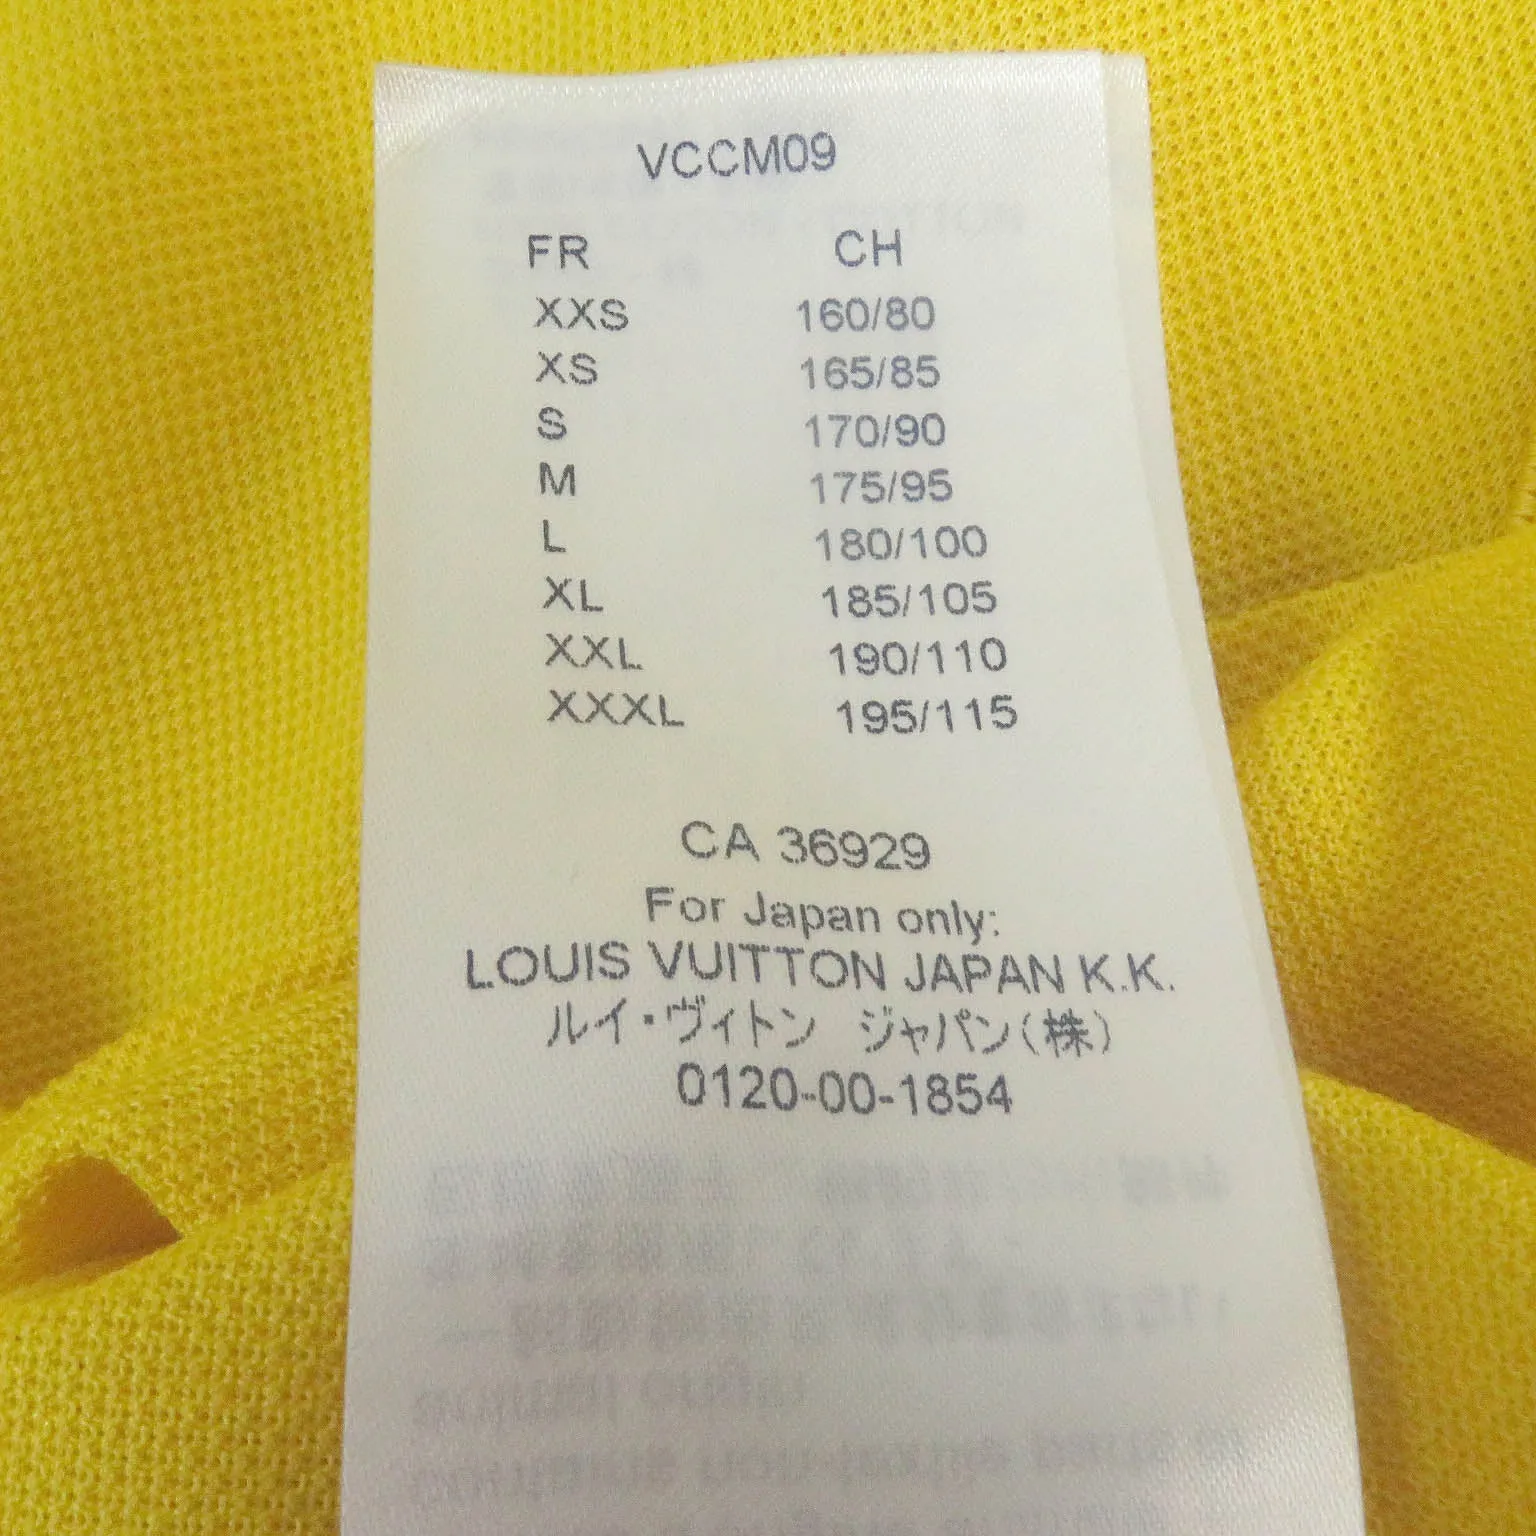 VCCM09
FR CH
XXS 160/80
XS 165/85
S 170/90
M 175/95
L 180/100
XL 185/105
XXL 190/110
XXXL 195/115
CA 36929
For Japan only:
LOUIS VUITTON JAPAN K.K.
ルイ・ヴィトン ジャパン(株)
0120-00-1854